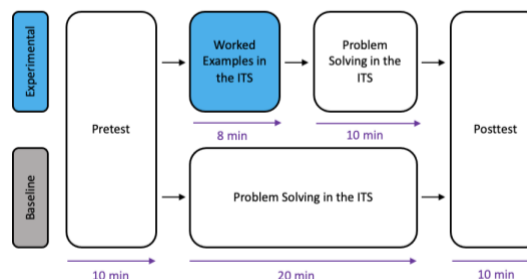 Experimental
Worked
Examples in
the ITS
Problem
Solving in the
ITS
8 min
10 min
Pretest
Posttest
Baseline
Problem Solving in the ITS
10 min
20 min
10 min